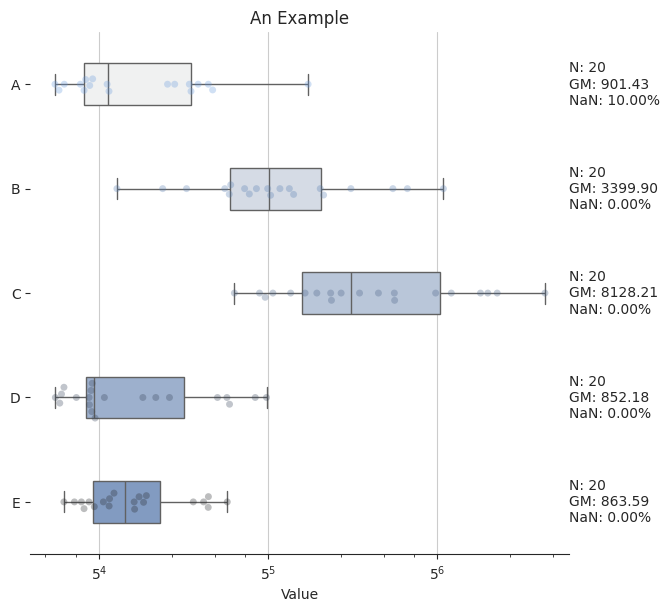 An Example
A
N: 20
GM: 901.43
NaN: 10.00%
B
N: 20
GM: 3399.90
NaN: 0.00%
C
N: 20
GM: 8128.21
NaN: 0.00%
D
N: 20
GM: 852.18
NaN: 0.00%
E
N: 20
GM: 863.59
NaN: 0.00%
5⁴ 5⁵ 5⁶
Value